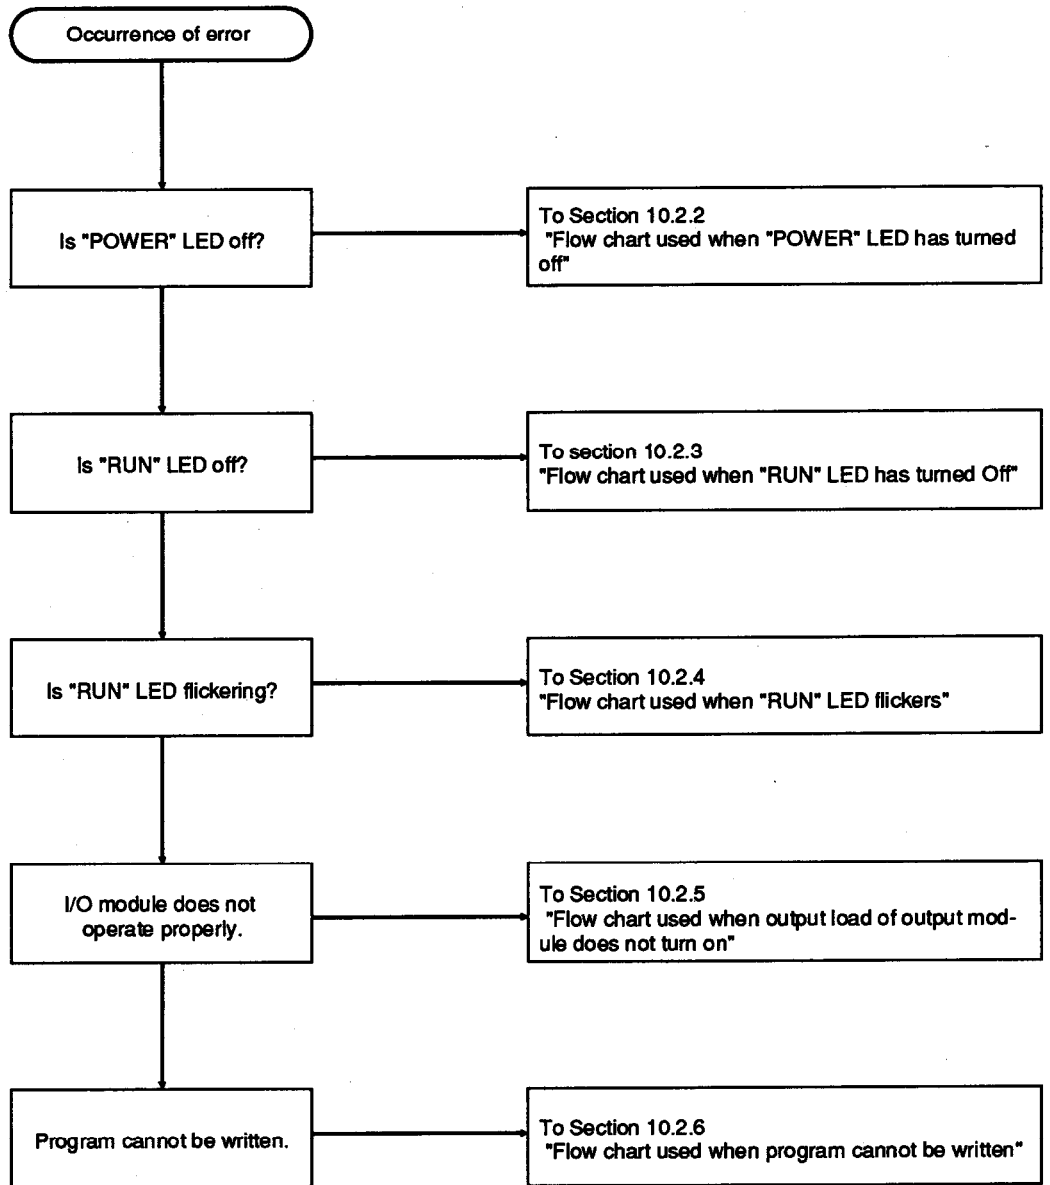 Occurrence of error
Is "POWER" LED off?
To Section 10.2.2
"Flow chart used when "POWER" LED has turned
off"
Is "RUN" LED off?
To section 10.2.3
"Flow chart used when "RUN" LED has turned Off"
Is "RUN" LED flickering?
To Section 10.2.4
"Flow chart used when "RUN" LED flickers"
I/O module does not
operate properly.
To Section 10.2.5
"Flow chart used when output load of output mod-
ule does not turn on"
Program cannot be written.
To Section 10.2.6
"Flow chart used when program cannot be written"